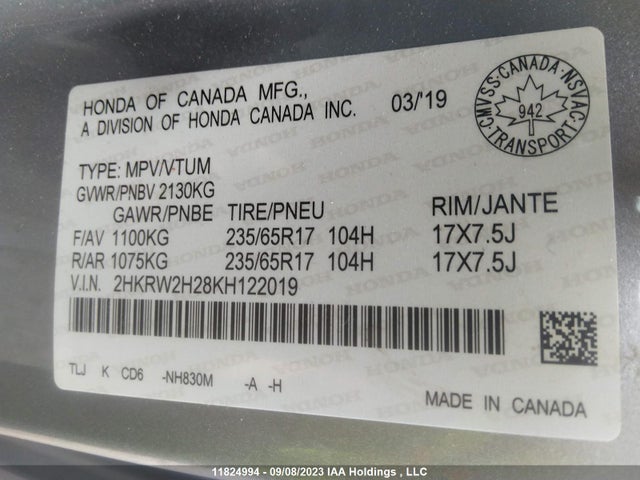 HONDA OF CANADA MFG.,
A DIVISION OF HONDA CANADA INC. 03/'19
CMVSS·CANADA·NSVAC
942
TRANSPORT
TYPE: MPV/VTUM
GVWR/PNBV 2130KG
GAWR/PNBE TIRE/PNEU RIM/JANTE
F/AV 1100KG 235/65R17 104H 17X7.5J
R/AR 1075KG 235/65R17 104H 17X7.5J
V.I.N. 2HKRW2H28KH122019
TLJ K CD6 -NH830M -A -H
MADE IN CANADA
11824994 - 09/08/2023 IAA Holdings , LLC